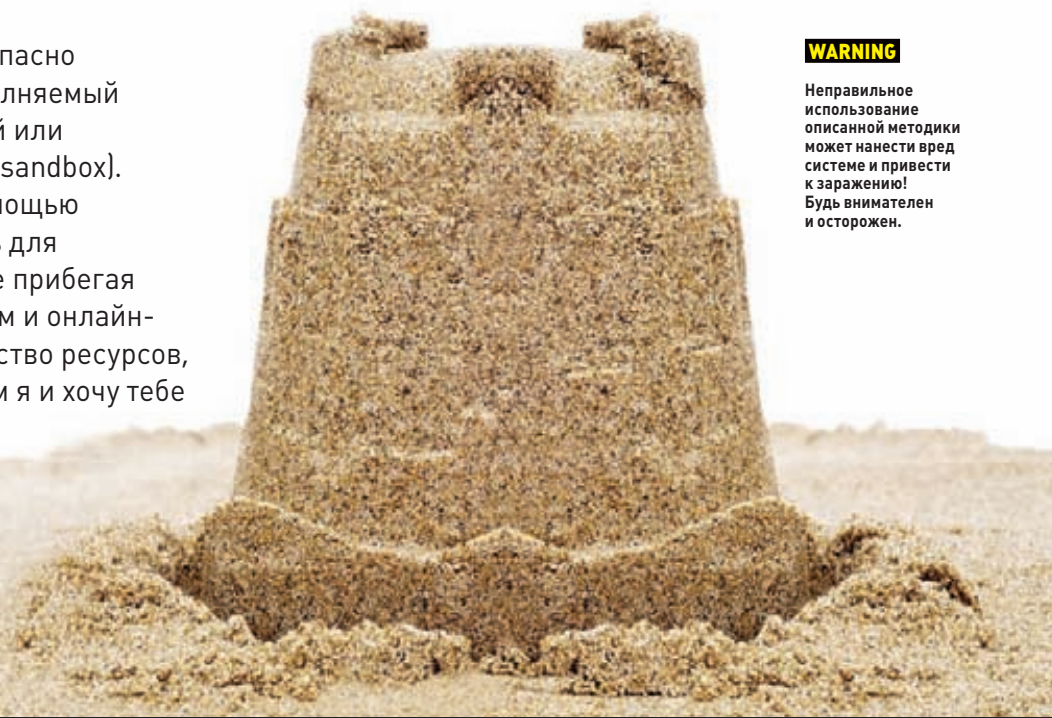 пасно
лняемый
й или
sandbox).
ощью
для
е прибегая
м и онлайн-
ство ресурсов,
м я и хочу тебе
WARNING
Неправильное
использование
описанной методики
может нанести вред
системе и привести
к заражению!
Будь внимателен
и осторожен.